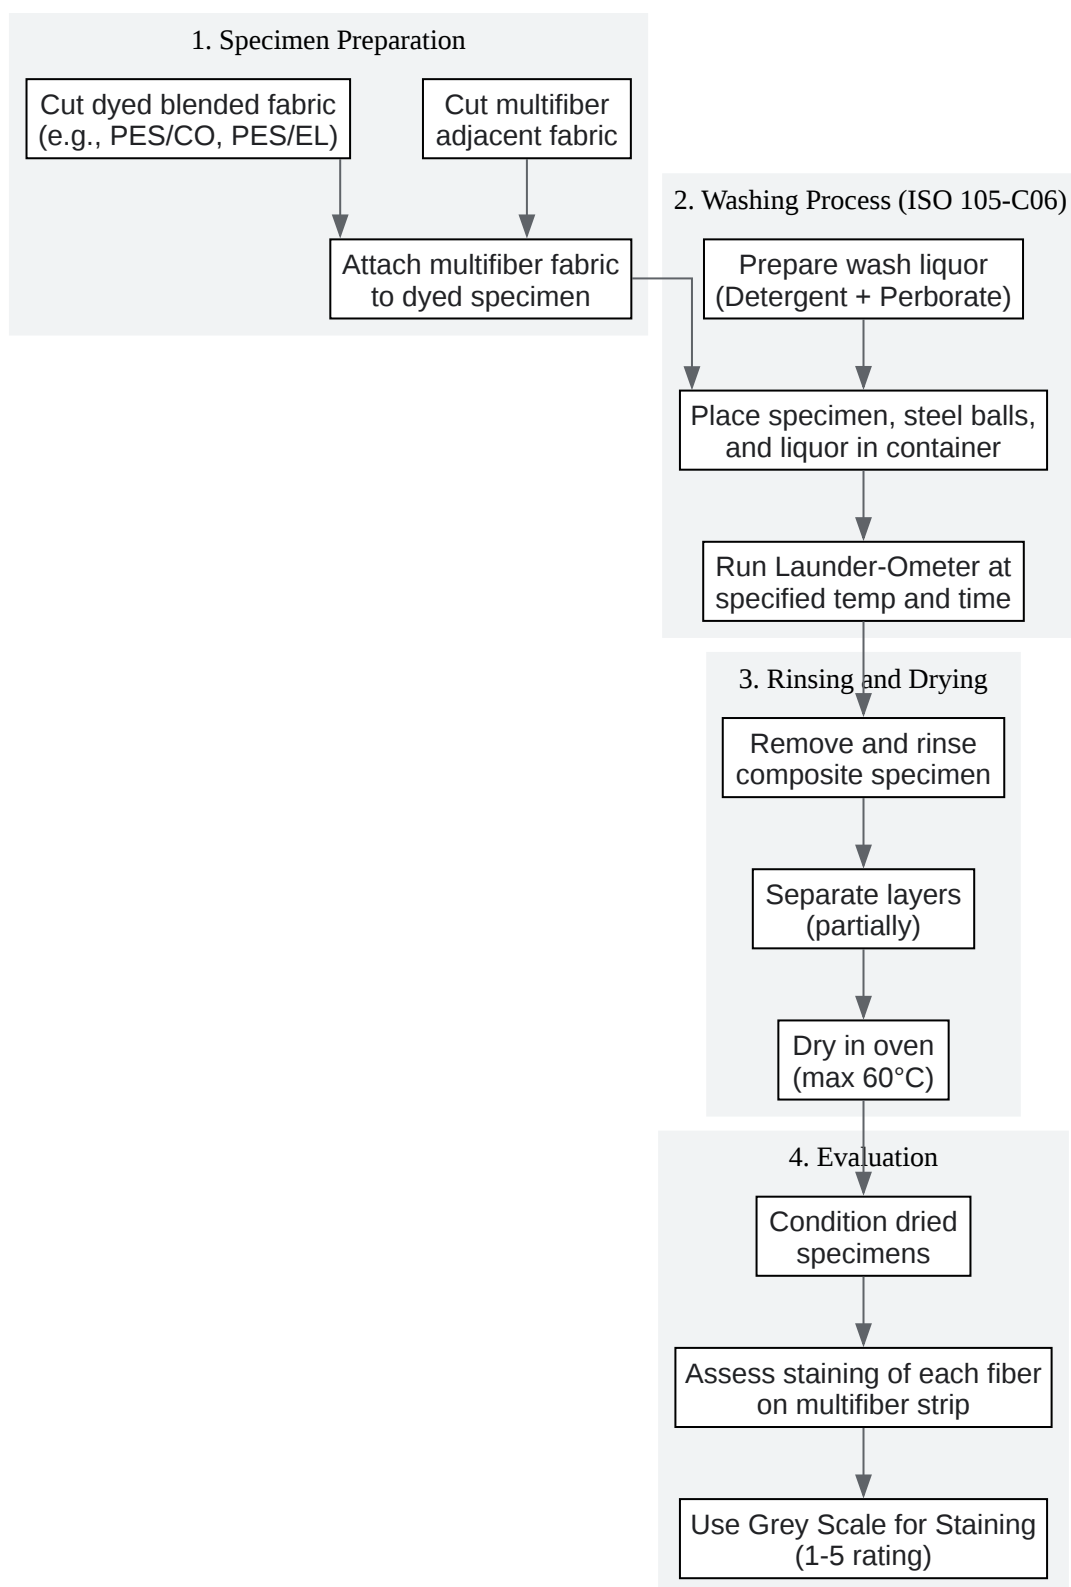 1. Specimen Preparation
Cut dyed blended fabric
(e.g., PES/CO, PES/EL)
Cut multifiber
adjacent fabric
Attach multifiber fabric
to dyed specimen
2. Washing Process (ISO 105-C06)
Prepare wash liquor
(Detergent + Perborate)
Place specimen, steel balls,
and liquor in container
Run Launder-Ometer at
specified temp and time
3. Rinsing and Drying
Remove and rinse
composite specimen
Separate layers
(partially)
Dry in oven
(max 60°C)
4. Evaluation
Condition dried
specimens
Assess staining of each fiber
on multifiber strip
Use Grey Scale for Staining
(1-5 rating)